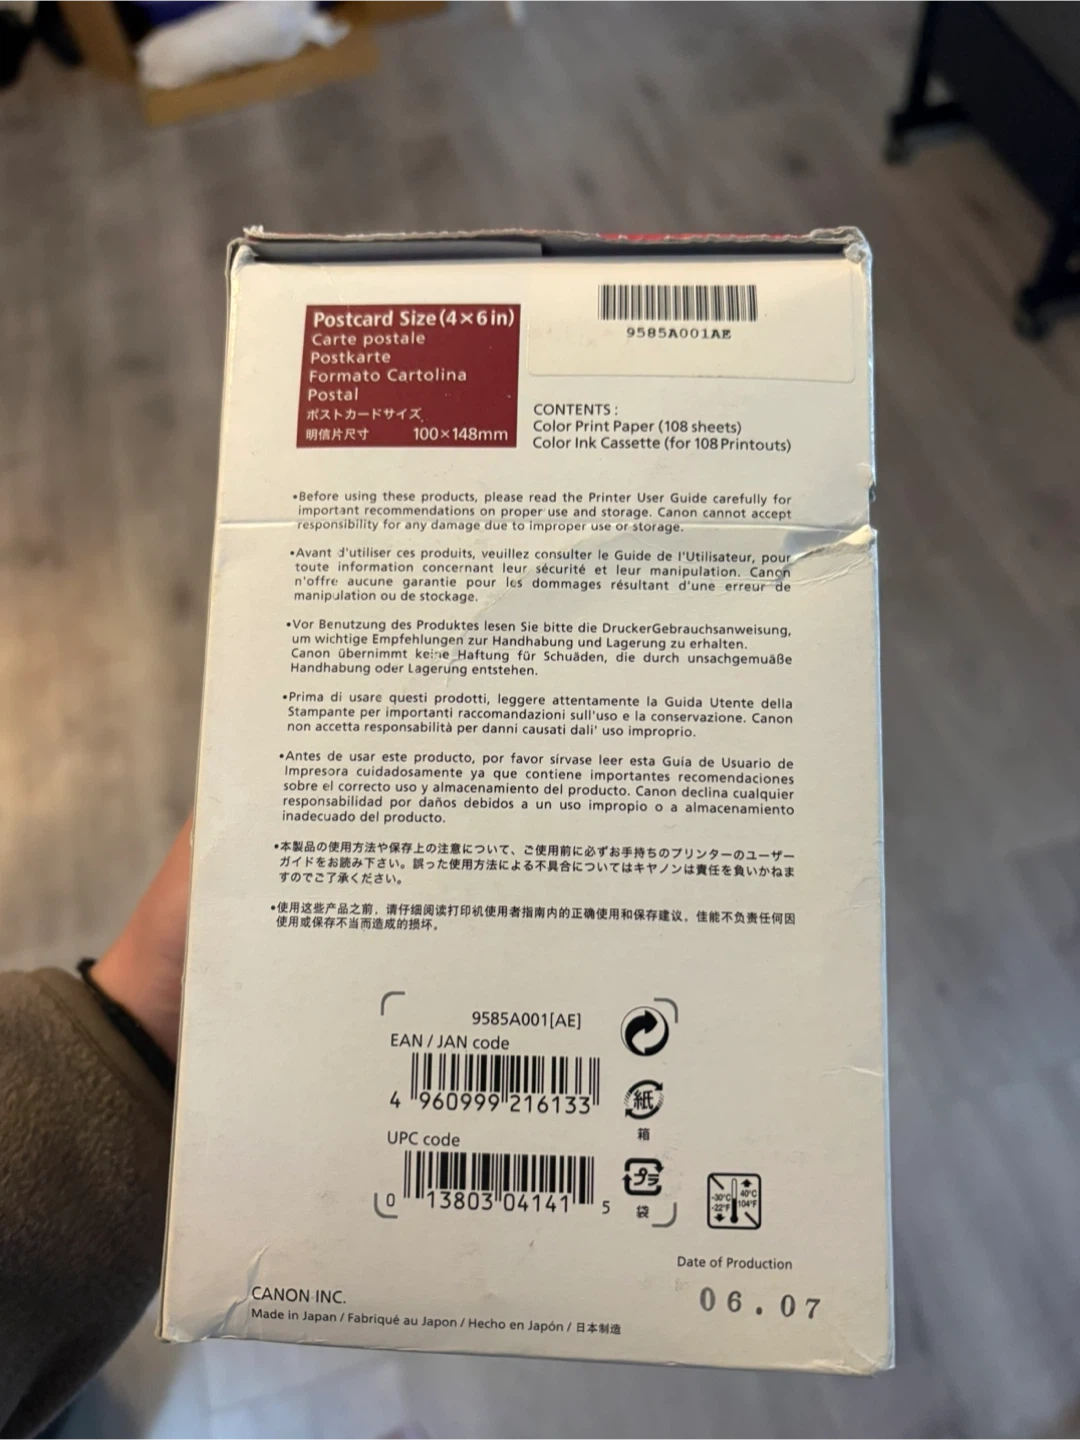 Postcard Size(4×6in)
Carte postale
Postkarte
Formato Cartolina
Postal
ポストカードサイズ
明信片尺寸 100×148mm
9585A001AE
CONTENTS :
Color Print Paper (108 sheets)
Color Ink Cassette (for 108 Printouts)
•Before using these products, please read the Printer User Guide carefully for
important recommendations on proper use and storage. Canon cannot accept
responsibility for any damage due to improper use or storage.
•Avant d'utiliser ces produits, veuillez consulter le Guide de l'Utilisateur, pour
toute information concernant leur sécurité et leur manipulation. Canon
n'offre aucune garantie pour les dommages résultant d'une erreur de
manipulation ou de stockage.
•Vor Benutzung des Produktes lesen Sie bitte die DruckerGebrauchsanweisung,
um wichtige Empfehlungen zur Handhabung und Lagerung zu erhalten.
Canon übernimmt keine Haftung für Schuäden, die durch unsachgemuäße
Handhabung oder Lagerung entstehen.
•Prima di usare questi prodotti, leggere attentamente la Guida Utente della
Stampante per importanti raccomandazioni sull'uso e la conservazione. Canon
non accetta responsabilità per danni causati dali' uso improprio.
•Antes de usar este producto, por favor sírvase leer esta Guía de Usuario de
Impresora cuidadosamente ya que contiene importantes recomendaciones
sobre el correcto uso y almacenamiento del producto. Canon declina cualquier
responsabilidad por daños debidos a un uso impropio o a almacenamiento
inadecuado del producto.
•本製品の使用方法や保存上の注意について、ご使用前に必ずお手持ちのプリンターのユーザー
ガイドをお読み下さい。誤った使用方法による不具合についてはキヤノンは責任を負いかねま
すのでご了承ください。
•使用这些产品之前，请仔细阅读打印机使用者指南内的正确使用和保存建议，佳能不负责任何因
使用或保存不当而造成的损坏。
9585A001[AE]
EAN / JAN code
4 960999 216133
UPC code
0 13803 04141 5
紙
箱
プラ
袋
-30°C 40°C
-22°F 104°F
Date of Production
06.07
CANON INC.
Made in Japan / Fabriqué au Japon / Hecho en Japón / 日本制造